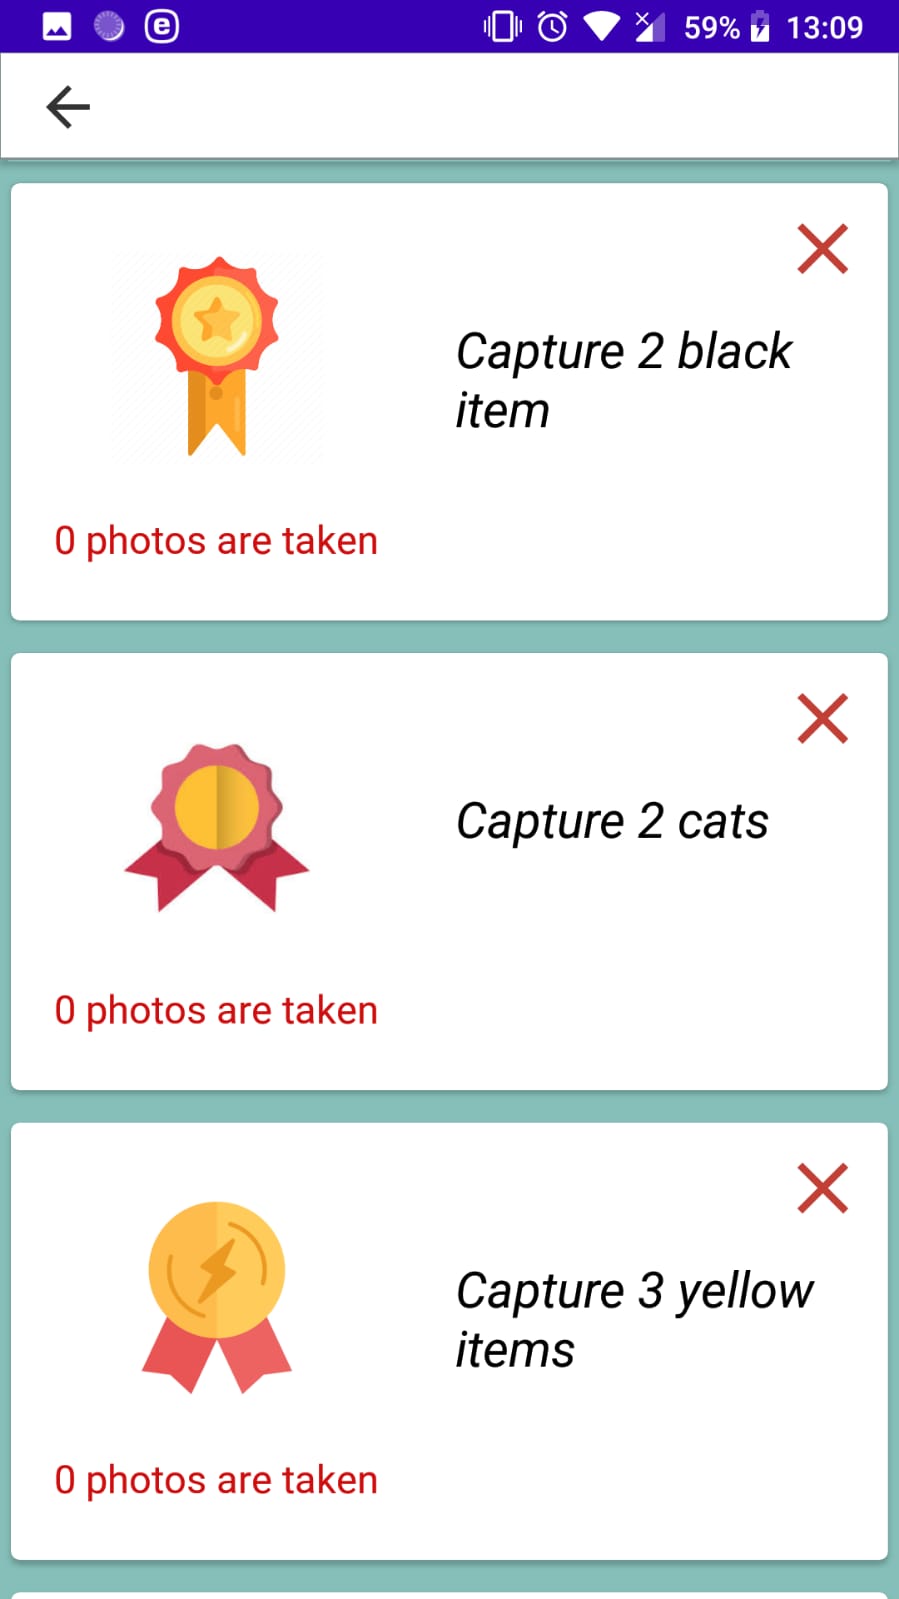 59% 13:09
Capture 2 black
item
0 photos are taken
Capture 2 cats
0 photos are taken
Capture 3 yellow
items
0 photos are taken